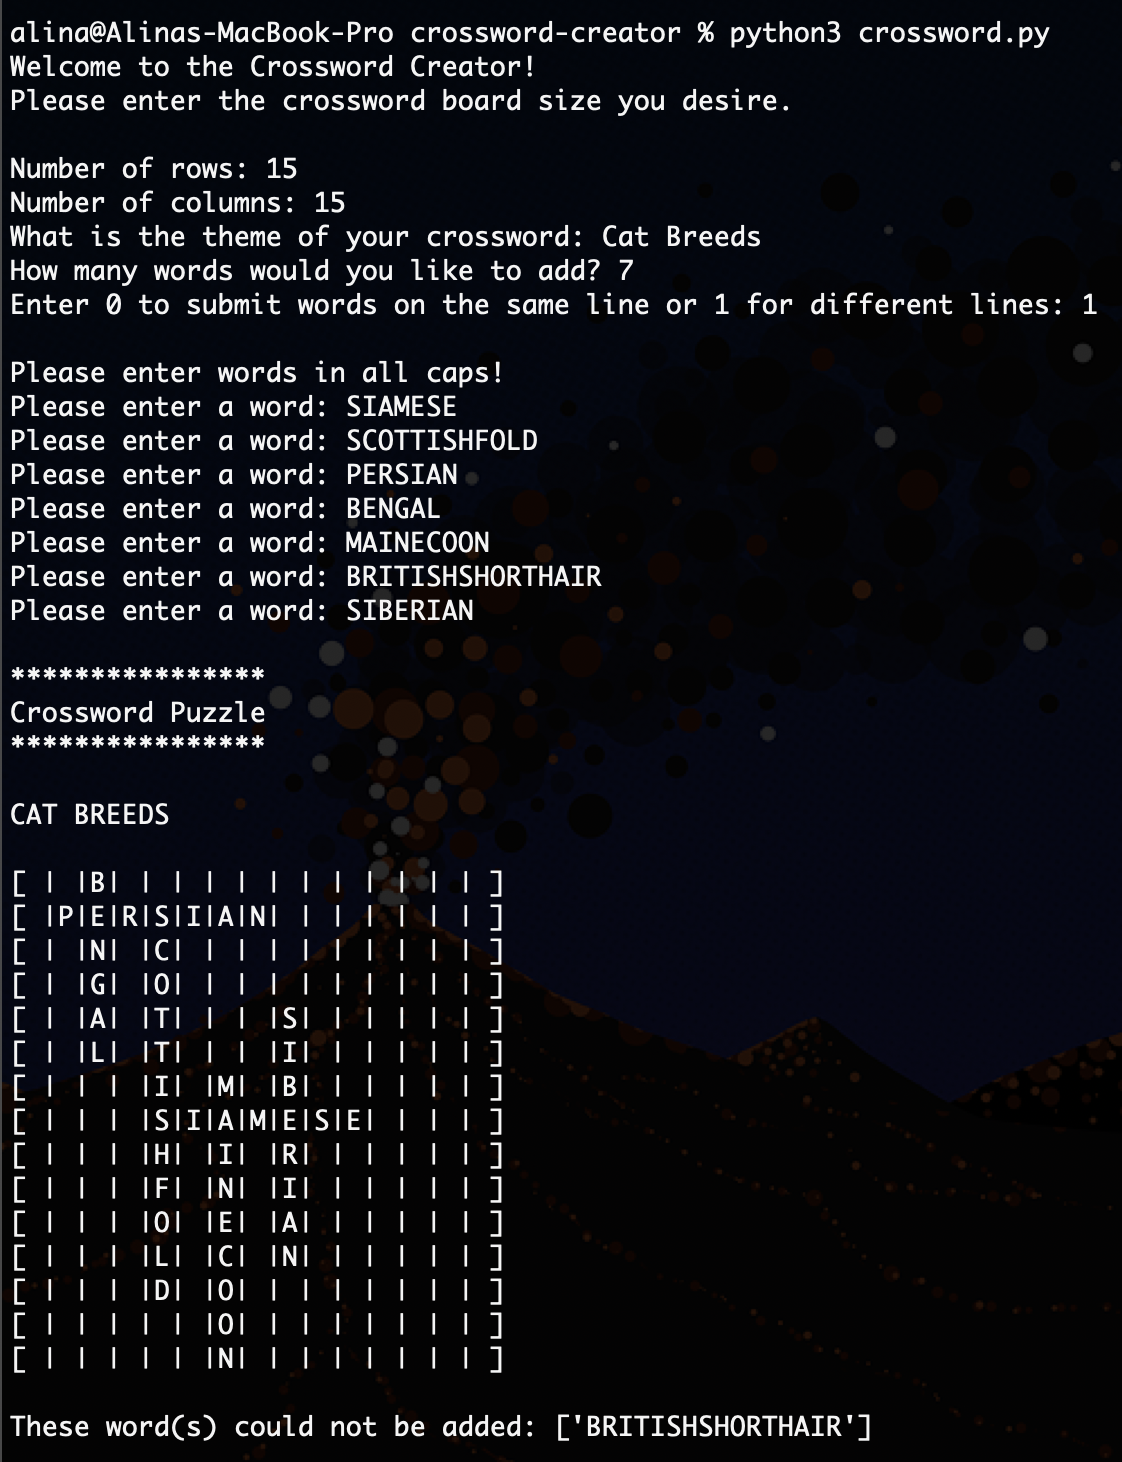 alina@Alinas-MacBook-Pro crossword-creator % python3 crossword.py
Welcome to the Crossword Creator!
Please enter the crossword board size you desire.

Number of rows: 15
Number of columns: 15
What is the theme of your crossword: Cat Breeds
How many words would you like to add? 7
Enter 0 to submit words on the same line or 1 for different lines: 1

Please enter words in all caps!
Please enter a word: SIAMESE
Please enter a word: SCOTTISHFOLD
Please enter a word: PERSIAN
Please enter a word: BENGAL
Please enter a word: MAINECOON
Please enter a word: BRITISHSHORTHAIR
Please enter a word: SIBERIAN

****************
Crossword Puzzle
****************

CAT BREEDS

[ | |B| | | | | | | | | | | | ]
[ |P|E|R|S|I|A|N| | | | | | | ]
[ | |N| |C| | | | | | | | | | ]
[ | |G| |O| | | | | | | | | | ]
[ | |A| |T| | | |S| | | | | | ]
[ | |L| |T| | | |I| | | | | | ]
[ | | | |I| |M| |B| | | | | | ]
[ | | | |S|I|A|M|E|S|E| | | | ]
[ | | | |H| |I| |R| | | | | | ]
[ | | | |F| |N| |I| | | | | | ]
[ | | | |O| |E| |A| | | | | | ]
[ | | | |L| |C| |N| | | | | | ]
[ | | | |D| |O| | | | | | | | ]
[ | | | | | |O| | | | | | | | ]
[ | | | | | |N| | | | | | | | ]

These word(s) could not be added: ['BRITISHSHORTHAIR']